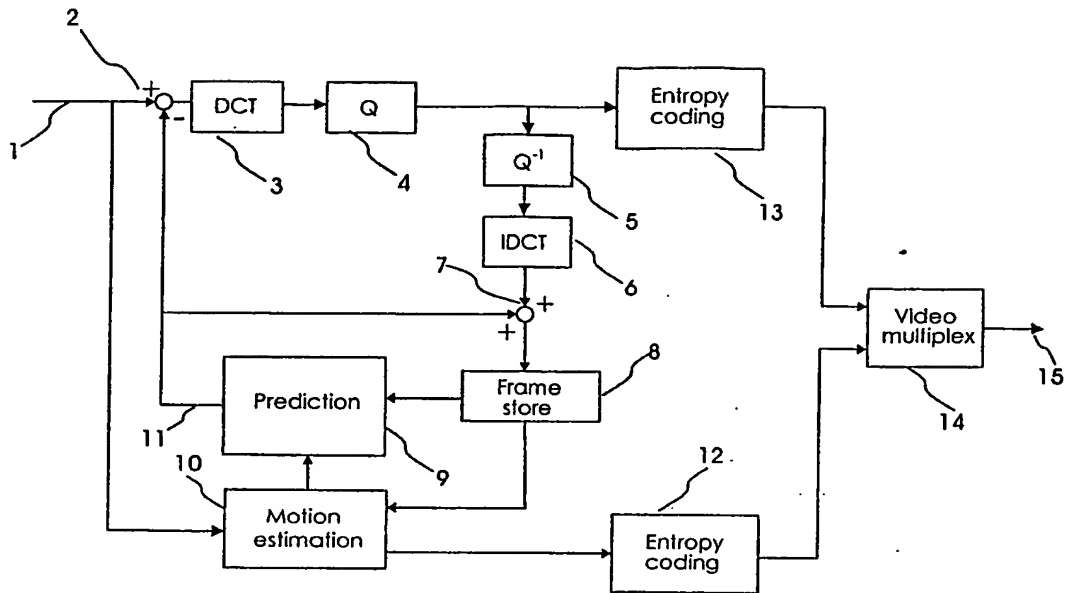 2
+
-
DCT
Q
Entropy
coding
1
3
4
Q⁻¹
5
13
IDCT
6
7
+
+
Video
multiplex
8
Frame
store
15
14
Prediction
11
9
12
10
Motion
estimation
Entropy
coding